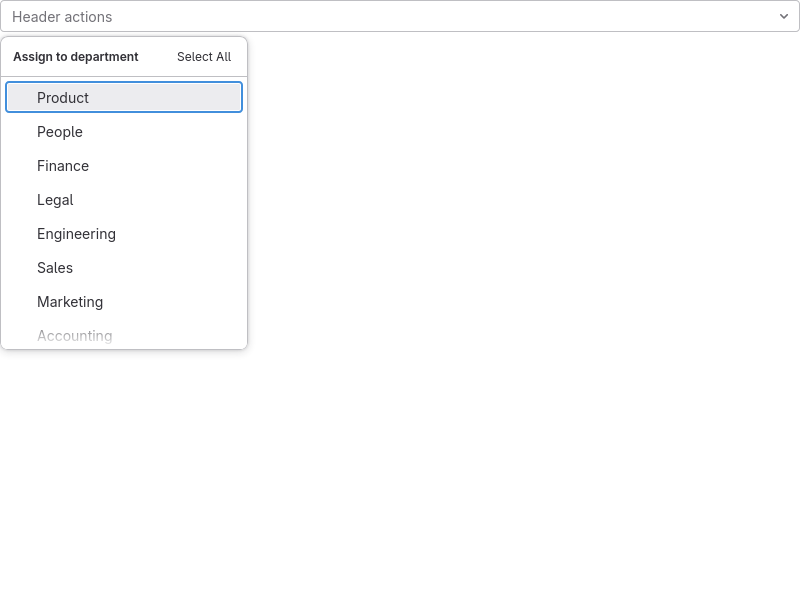 Header actions
Assign to department Select All
Product
People
Finance
Legal
Engineering
Sales
Marketing
Accounting